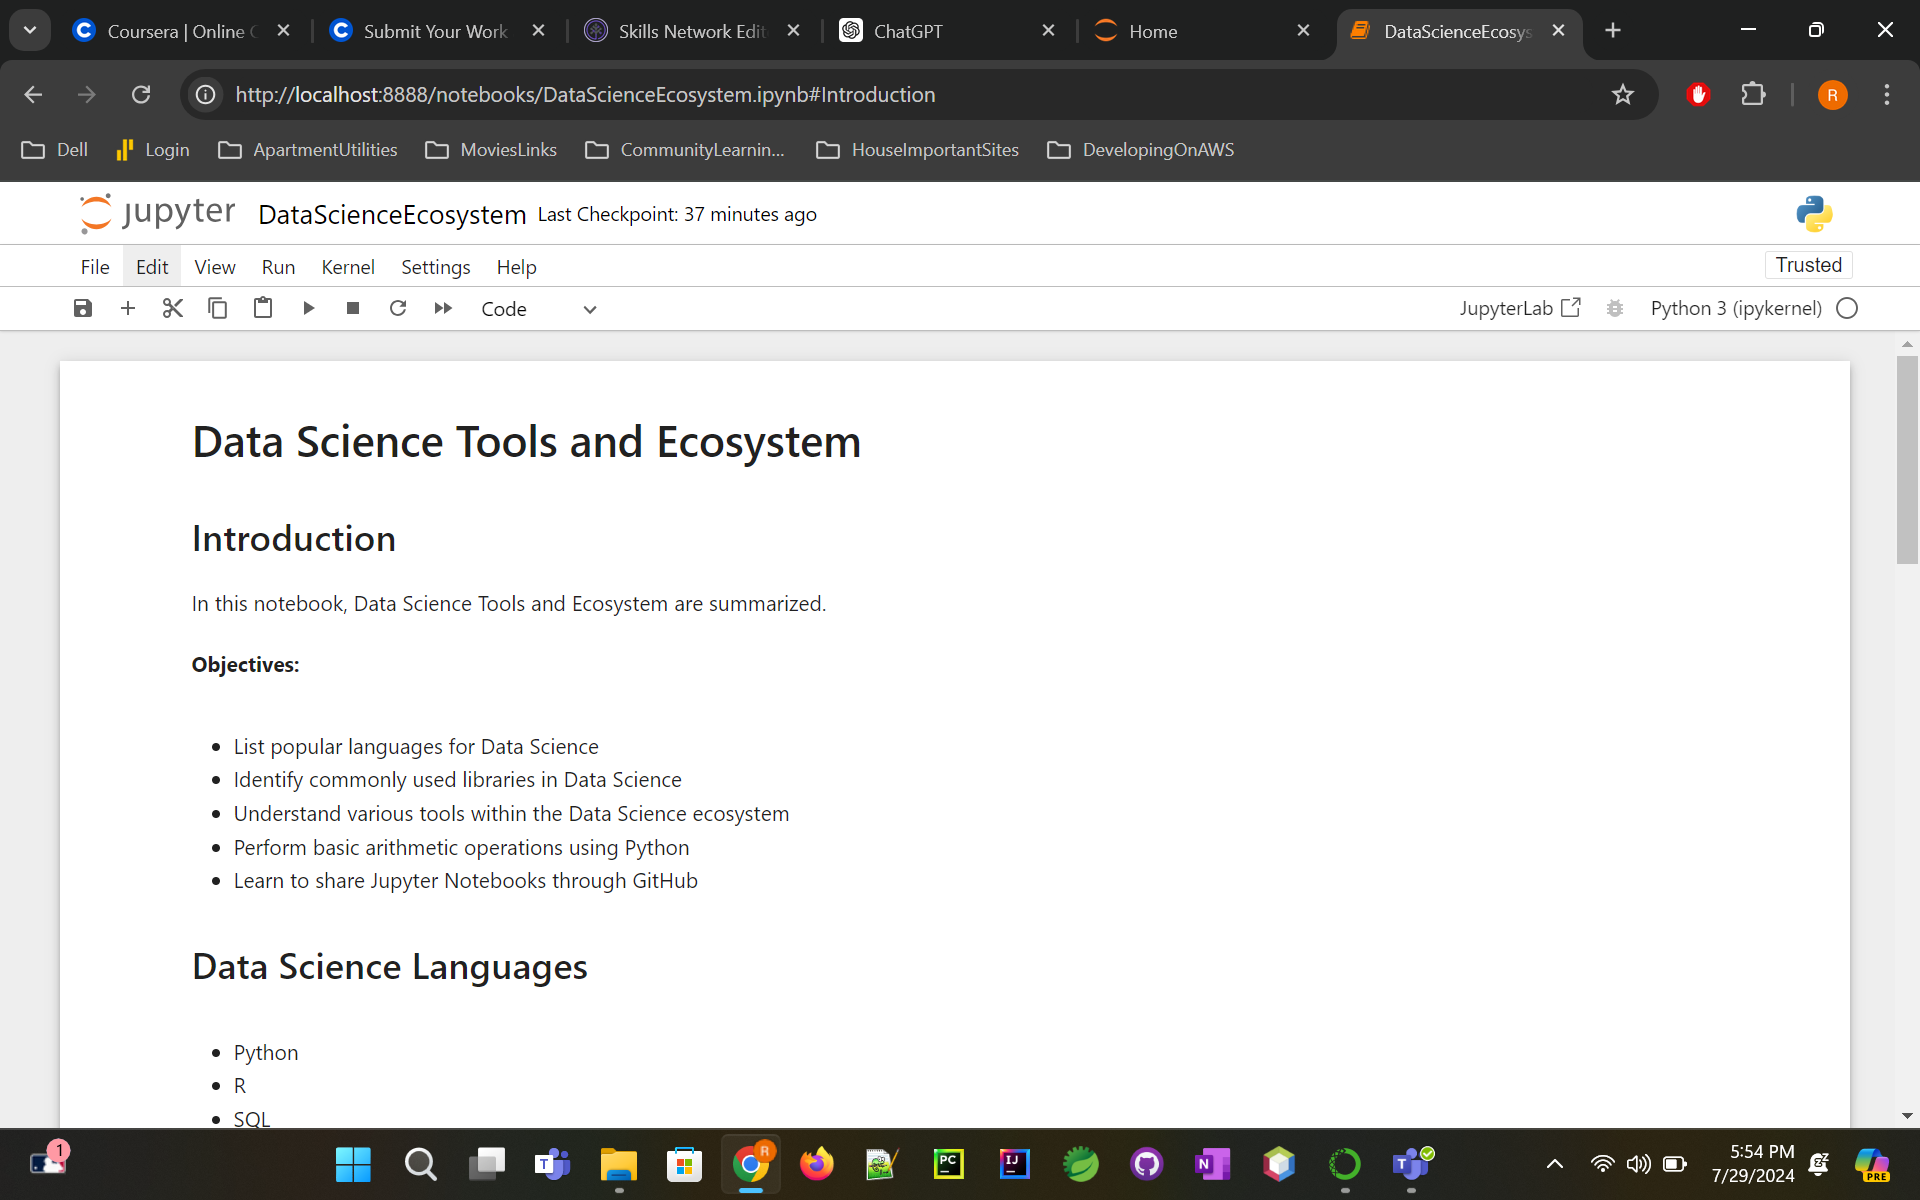 Coursera | Online C
Submit Your Work
Skills Network Edit
ChatGPT
Home
DataScienceEcosys
http://localhost:8888/notebooks/DataScienceEcosystem.ipynb#Introduction
R
Dell
Login
ApartmentUtilities
MoviesLinks
CommunityLearnin...
HouseImportantSites
DevelopingOnAWS
jupyter DataScienceEcosystem Last Checkpoint: 37 minutes ago
File Edit View Run Kernel Settings Help
Trusted
Code
JupyterLab
Python 3 (ipykernel)
Data Science Tools and Ecosystem
Introduction
In this notebook, Data Science Tools and Ecosystem are summarized.
Objectives:
List popular languages for Data Science
Identify commonly used libraries in Data Science
Understand various tools within the Data Science ecosystem
Perform basic arithmetic operations using Python
Learn to share Jupyter Notebooks through GitHub
Data Science Languages
Python
R
SQL
1
T
R
PC
IJ
N
T
5:54 PM
7/29/2024
PRE